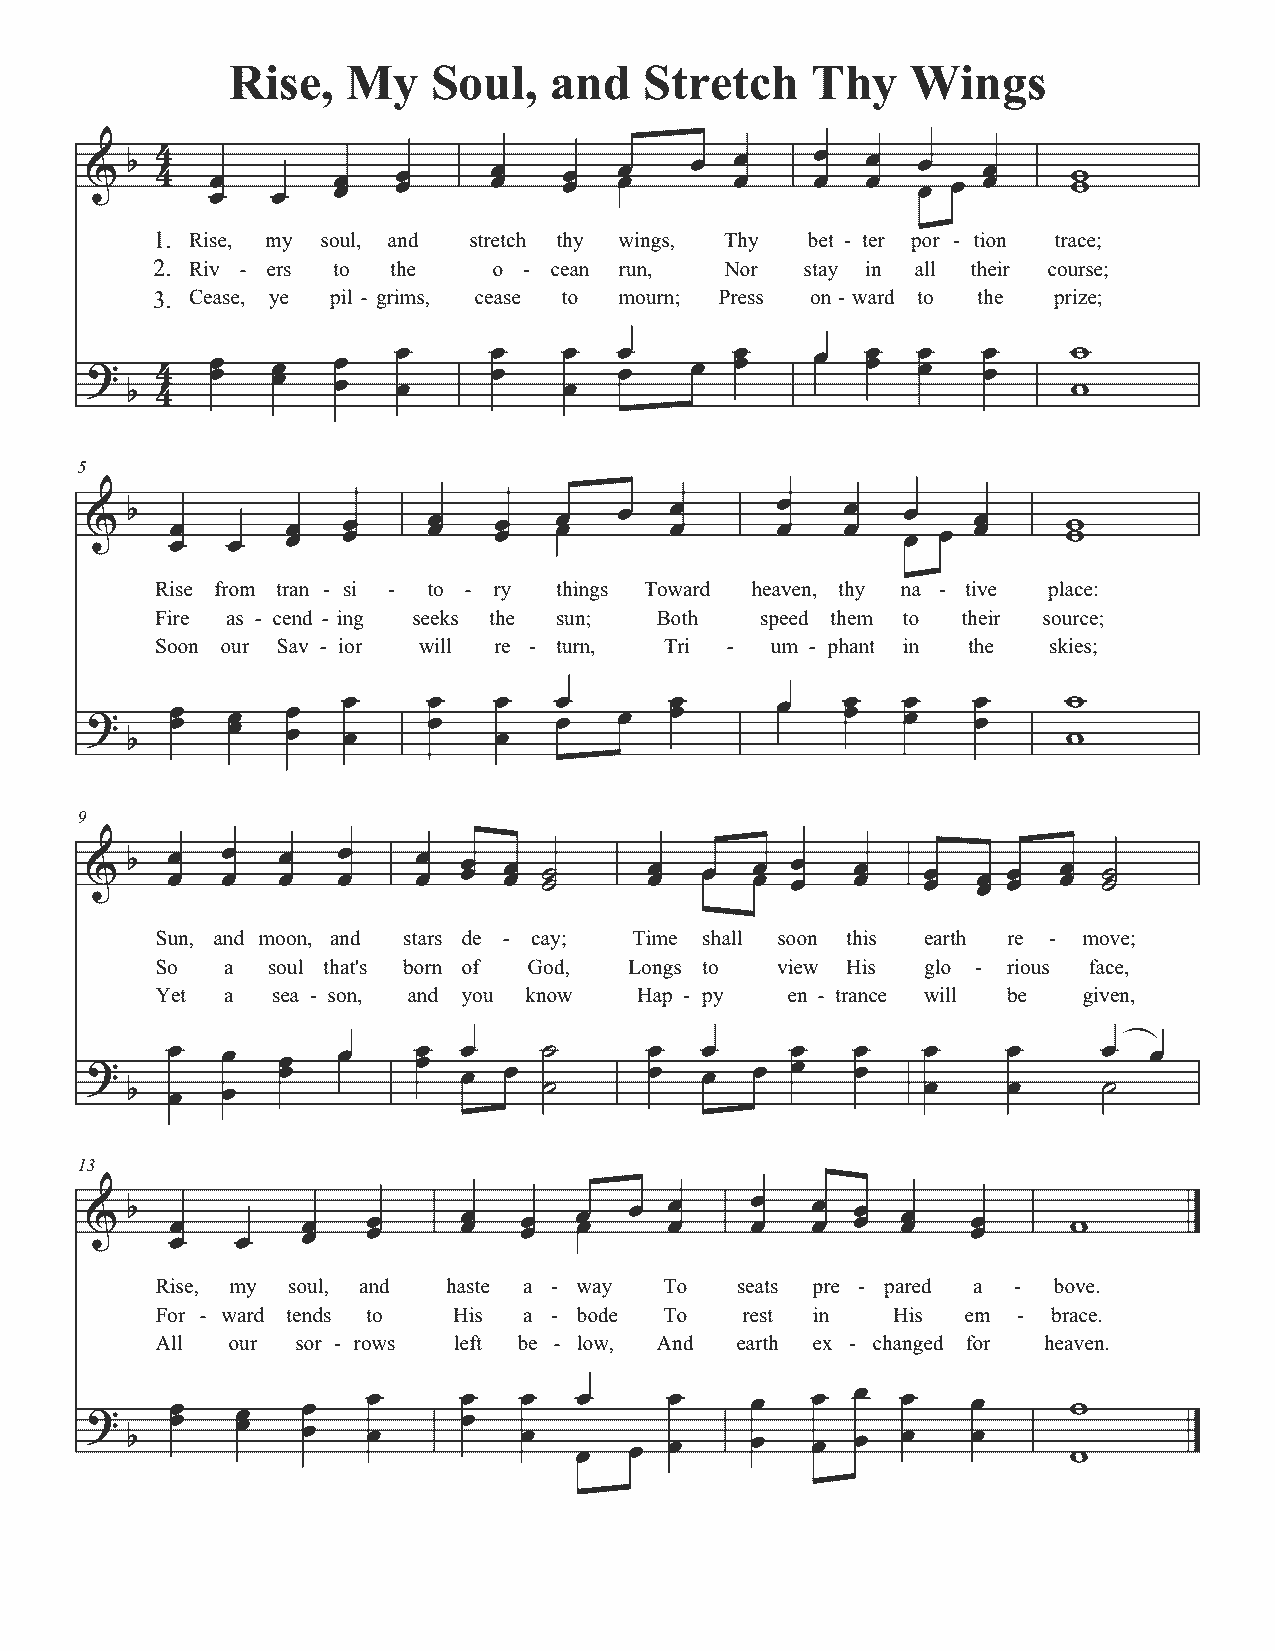 Rise, My Soul, and Stretch Thy Wings
4
4
1. Rise, my soul, and stretch thy wings, Thy bet - ter por - tion trace;
2. Riv - ers to the o - cean run, Nor stay in all their course;
3. Cease, ye pil - grims, cease to mourn; Press on - ward to the prize;
4
4
5
Rise from tran - si - to - ry things Toward heaven, thy na - tive place:
Fire as - cend - ing seeks the sun; Both speed them to their source;
Soon our Sav - ior will re - turn, Tri - um - phant in the skies;
9
Sun, and moon, and stars de - cay; Time shall soon this earth re - move;
So a soul that's born of God, Longs to view His glo - rious face,
Yet a sea - son, and you know Hap - py en - trance will be given,
13
Rise, my soul, and haste a - way To seats pre - pared a - bove.
For - ward tends to His a - bode To rest in His em - brace.
All our sor - rows left be - low, And earth ex - changed for heaven.